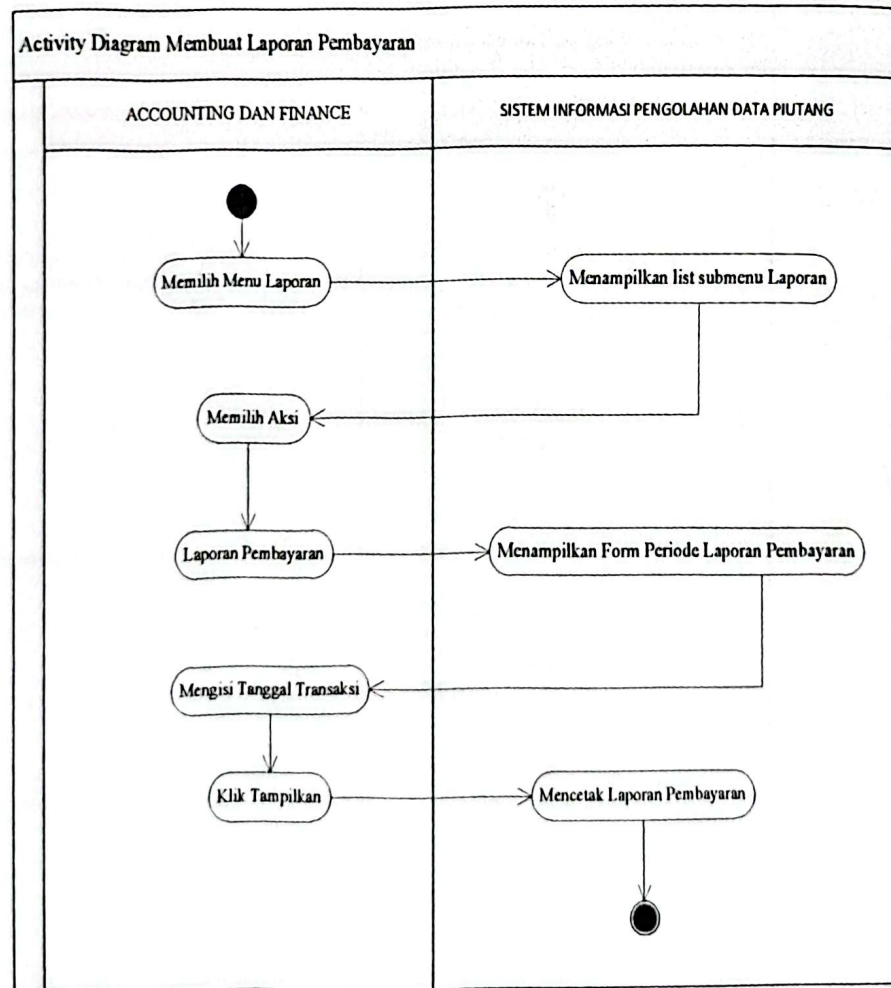 Activity Diagram Membuat Laporan Pembayaran
ACCOUNTING DAN FINANCE
SISTEM INFORMASI PENGOLAHAN DATA PIUTANG
Memilih Menu Laporan
Menampilkan list submenu Laporan
Memilih Aksi
Laporan Pembayaran
Menampilkan Form Periode Laporan Pembayaran
Mengisi Tanggal Transaksi
Klik Tampilkan
Mencetak Laporan Pembayaran